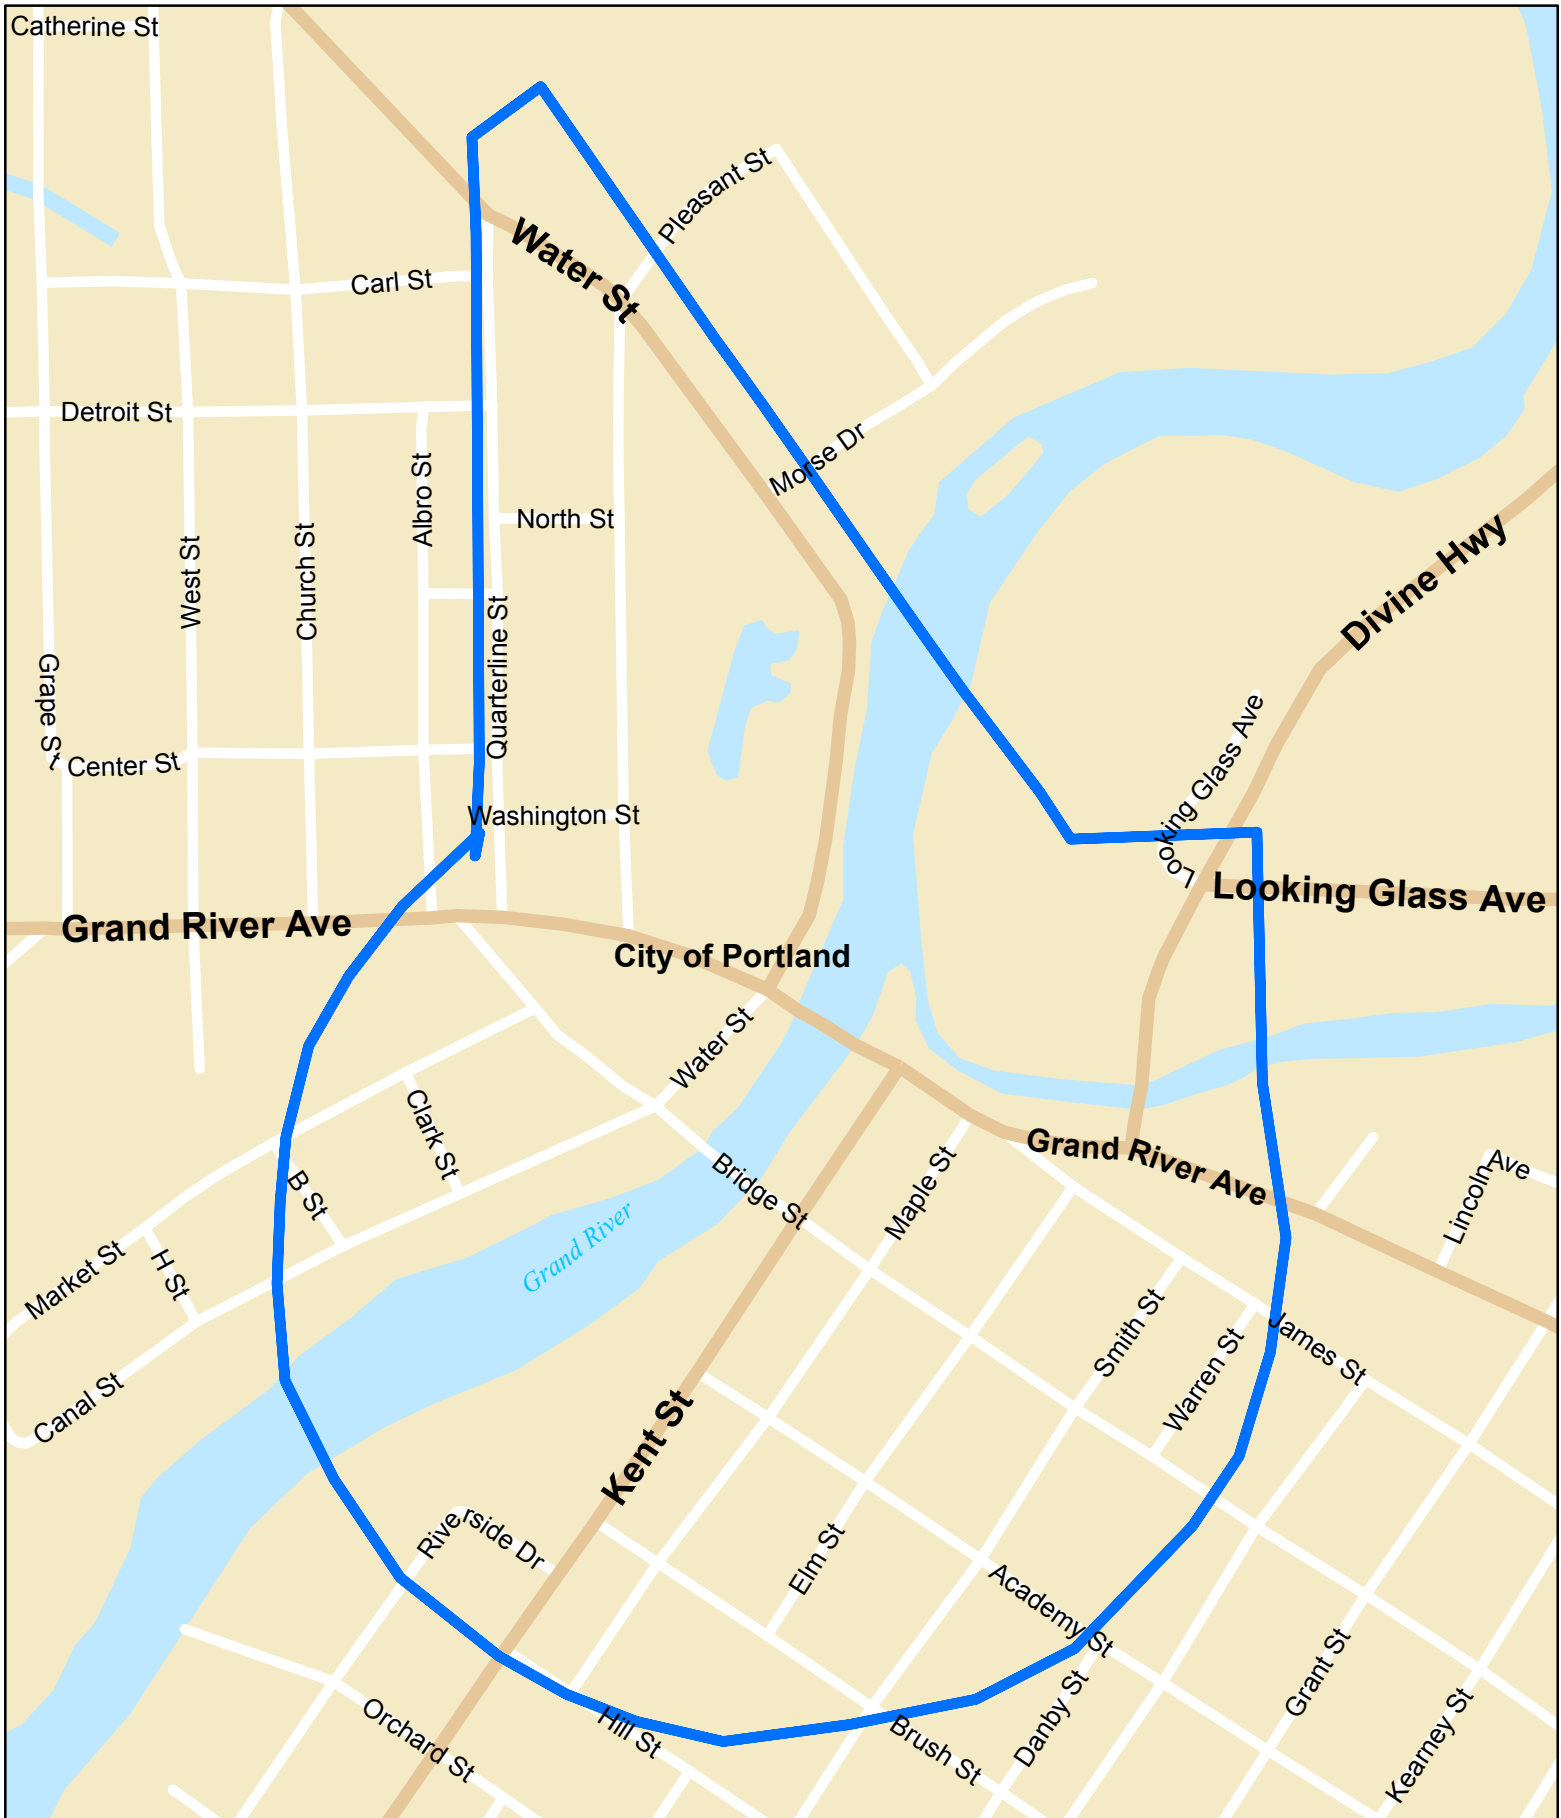 Catherine St
Pleasant St
Water St
Carl St
Detroit St
Morse Dr
Albro St
North St
West St
Church St
Divine Hwy
Quarterline St
Grape St
Looking Glass Ave
Center St
Washington St
Looking Glass Ave
Grand River Ave
City of Portland
Water St
Clark St
Grand River Ave
Maple St
Bridge St
Lincoln Ave
B St
Grand River
Market St
H St
Smith St
James St
Warren St
Canal St
Kent St
Riverside Dr
Elm St
Academy St
Grant St
Danby St
Kearney St
Orchard St
Hill St
Brush St